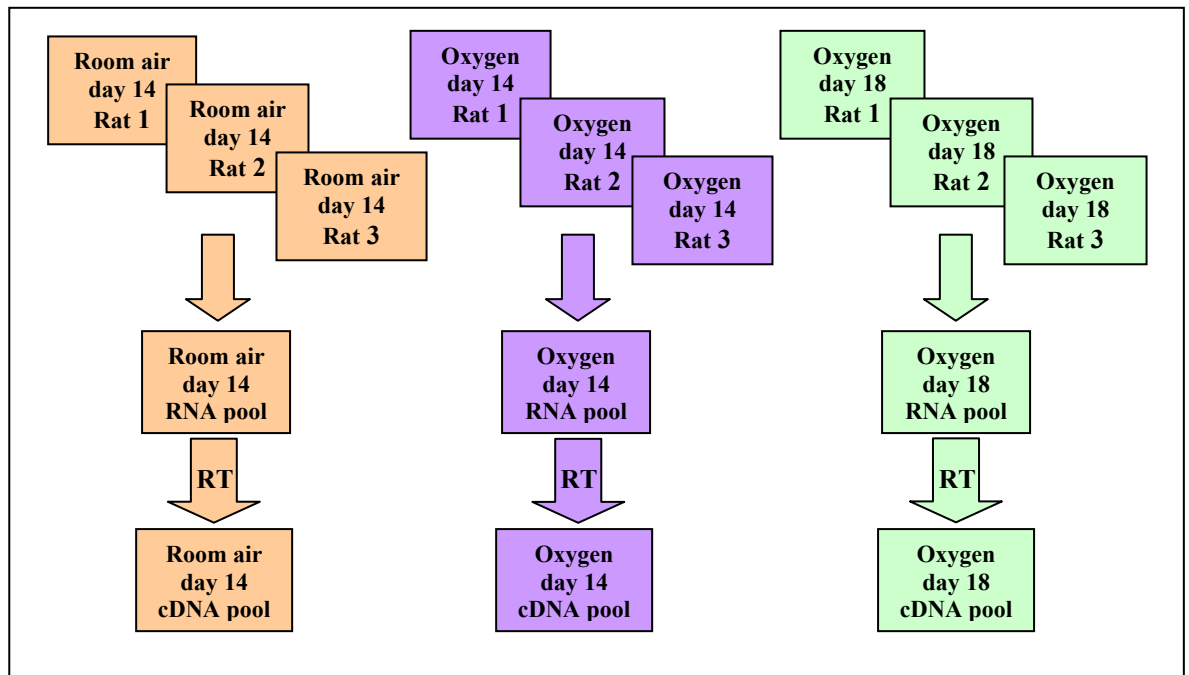 Room air
day 14
Rat 1
Room air
day 14
Rat 2
Room air
day 14
Rat 3
Oxygen
day 14
Rat 1
Oxygen
day 14
Rat 2
Oxygen
day 14
Rat 3
Oxygen
day 18
Rat 1
Oxygen
day 18
Rat 2
Oxygen
day 18
Rat 3
Room air
day 14
RNA pool
Oxygen
day 14
RNA pool
Oxygen
day 18
RNA pool
RT
RT
RT
Room air
day 14
cDNA pool
Oxygen
day 14
cDNA pool
Oxygen
day 18
cDNA pool